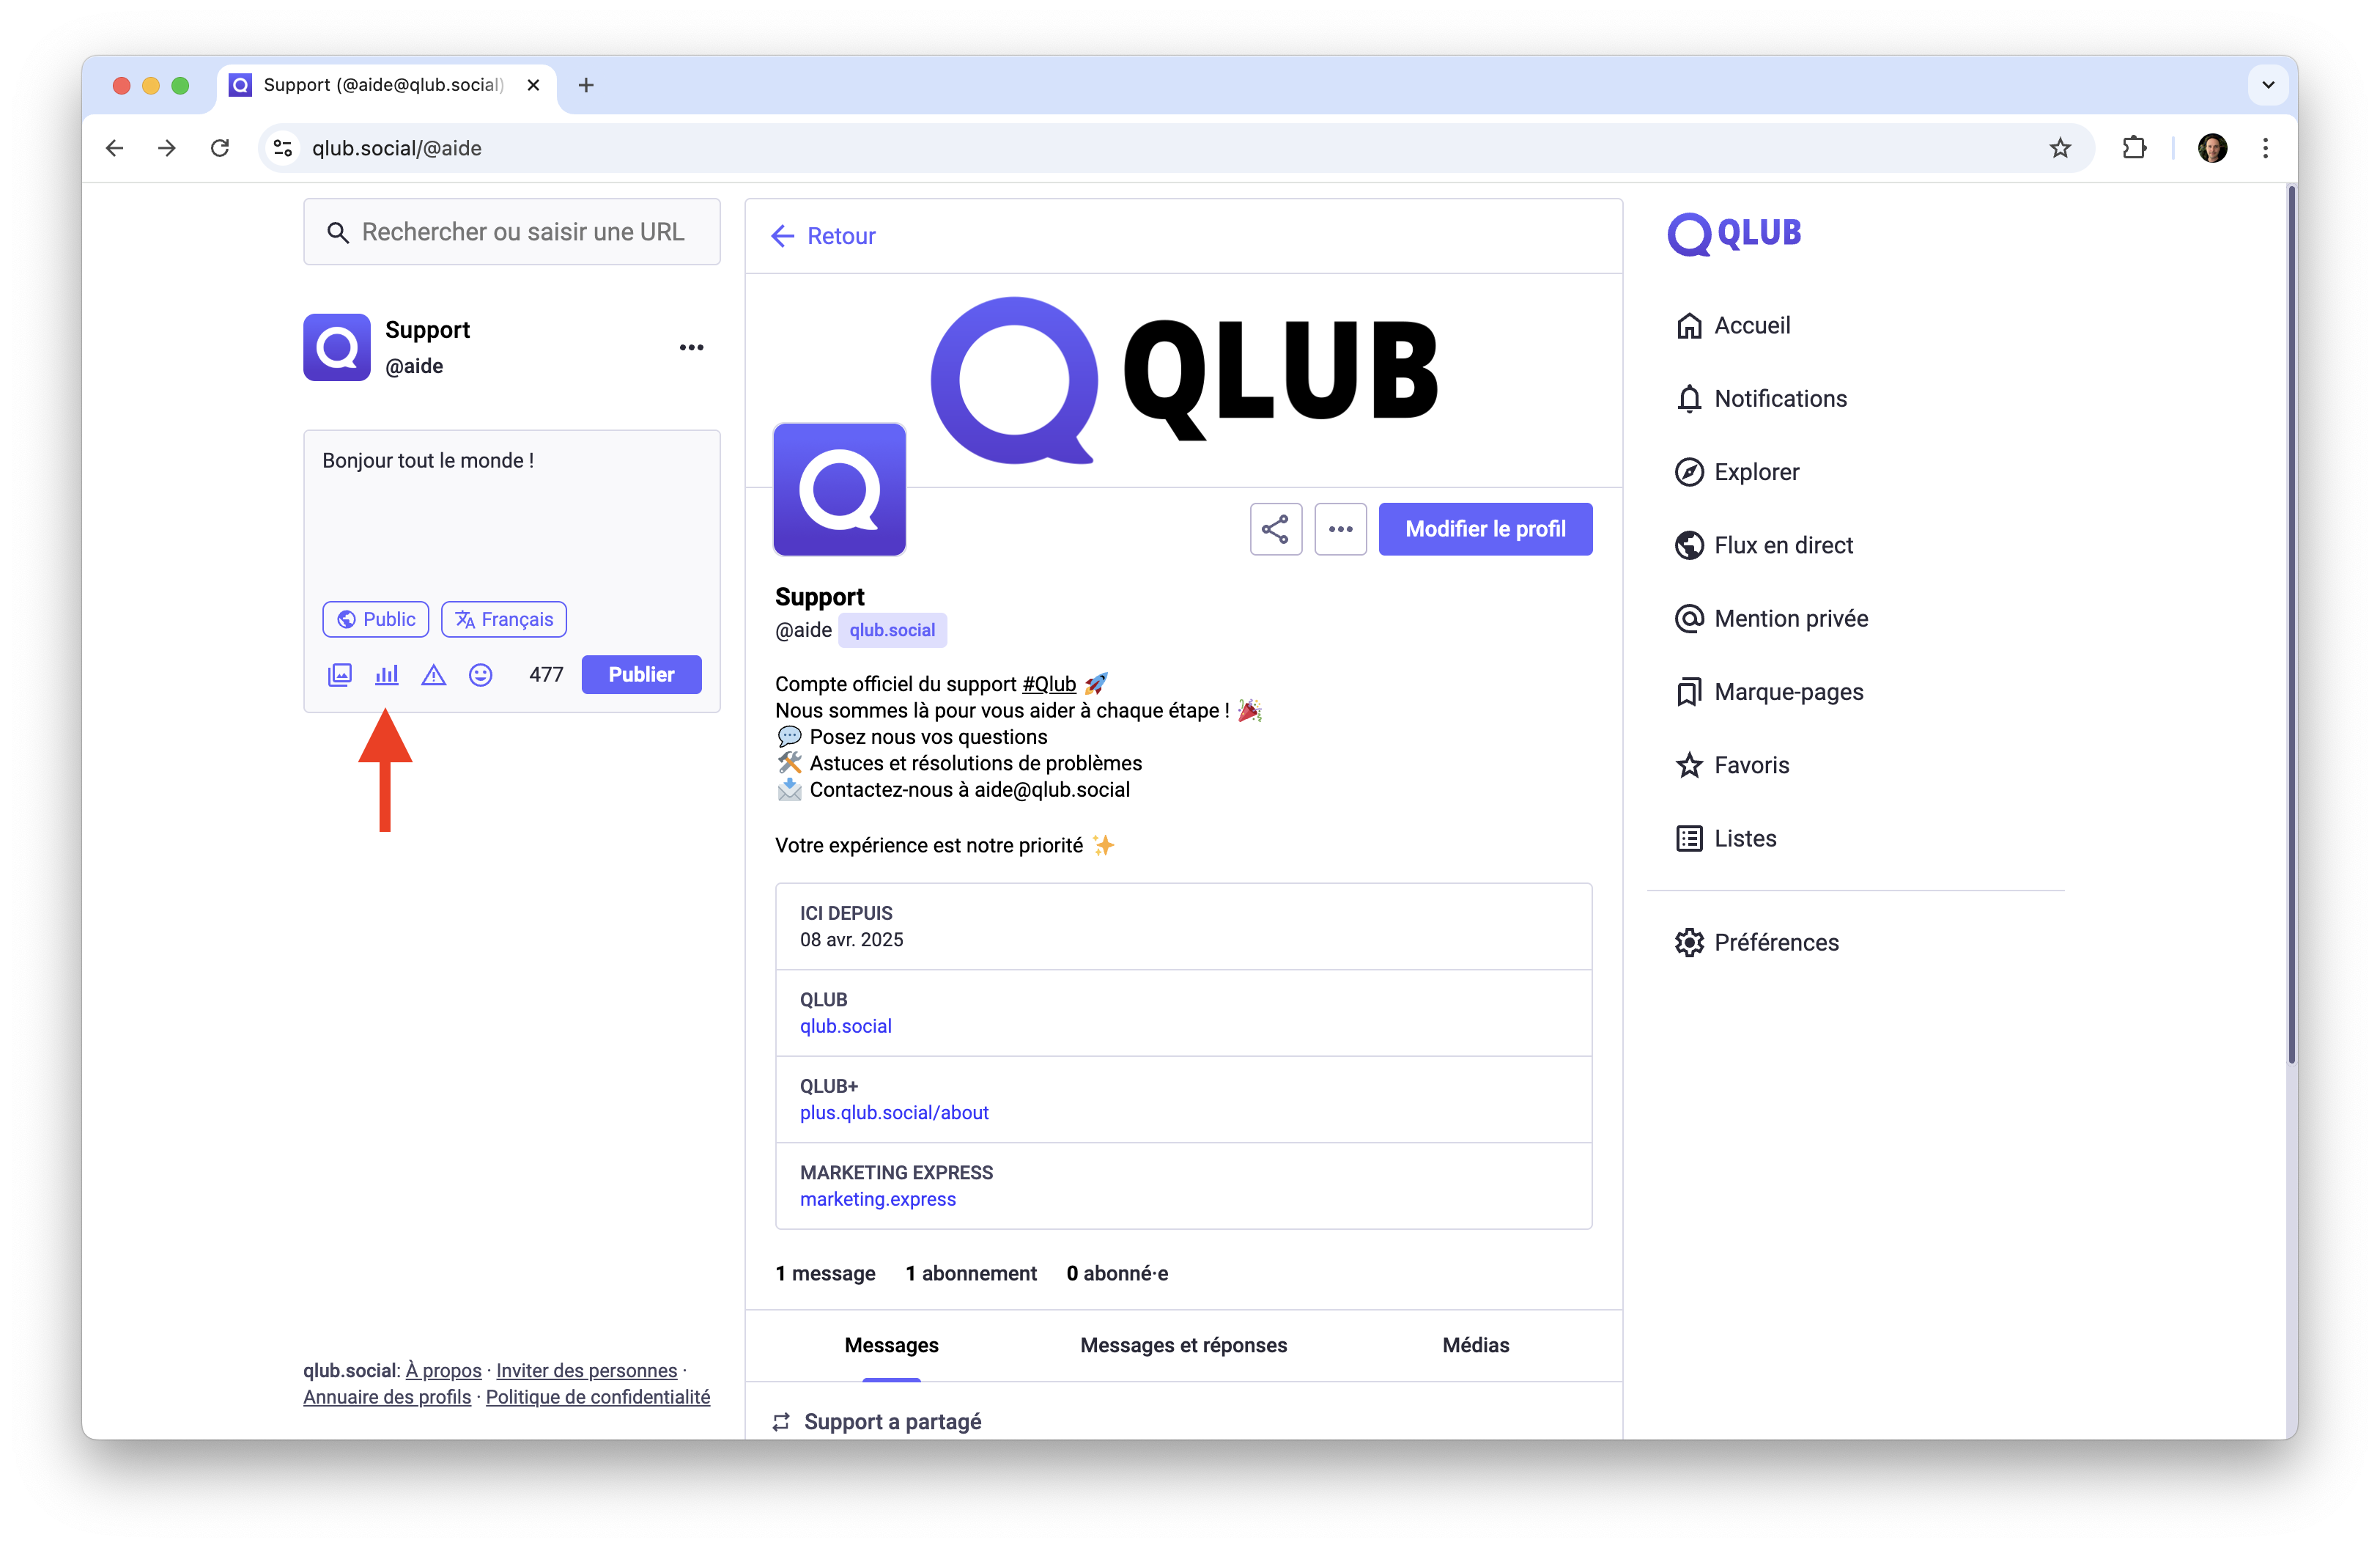 Support (@aide@qlub.social)
qlub.social/@aide
Rechercher ou saisir une URL
Support
@aide
Bonjour tout le monde !
Public
Français
477
Publier
qlub.social: À propos · Inviter des personnes ·
Annuaire des profils · Politique de confidentialité
Retour
QLUB
Modifier le profil
Support
@aide qlub.social
Compte officiel du support #Qlub 🚀
Nous sommes là pour vous aider à chaque étape ! 🎉
💬 Posez nous vos questions
🛠️ Astuces et résolutions de problèmes
📩 Contactez-nous à aide@qlub.social
Votre expérience est notre priorité ✨
ICI DEPUIS
08 avr. 2025
QLUB
qlub.social
QLUB+
plus.qlub.social/about
MARKETING EXPRESS
marketing.express
1 message 1 abonnement 0 abonné·e
Messages
Messages et réponses
Médias
Support a partagé
QLUB
Accueil
Notifications
Explorer
Flux en direct
Mention privée
Marque-pages
Favoris
Listes
Préférences